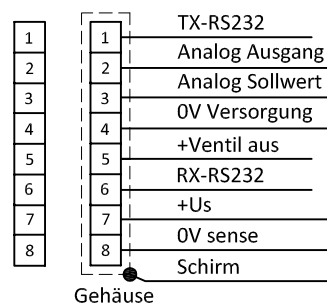 TX-RS232
1 1
Analog Ausgang
2 2
Analog Sollwert
3 3
0V Versorgung
4 4
+Ventil aus
5 5
RX-RS232
6 6
+Us
7 7
0V sense
8 8
Schirm
Gehäuse